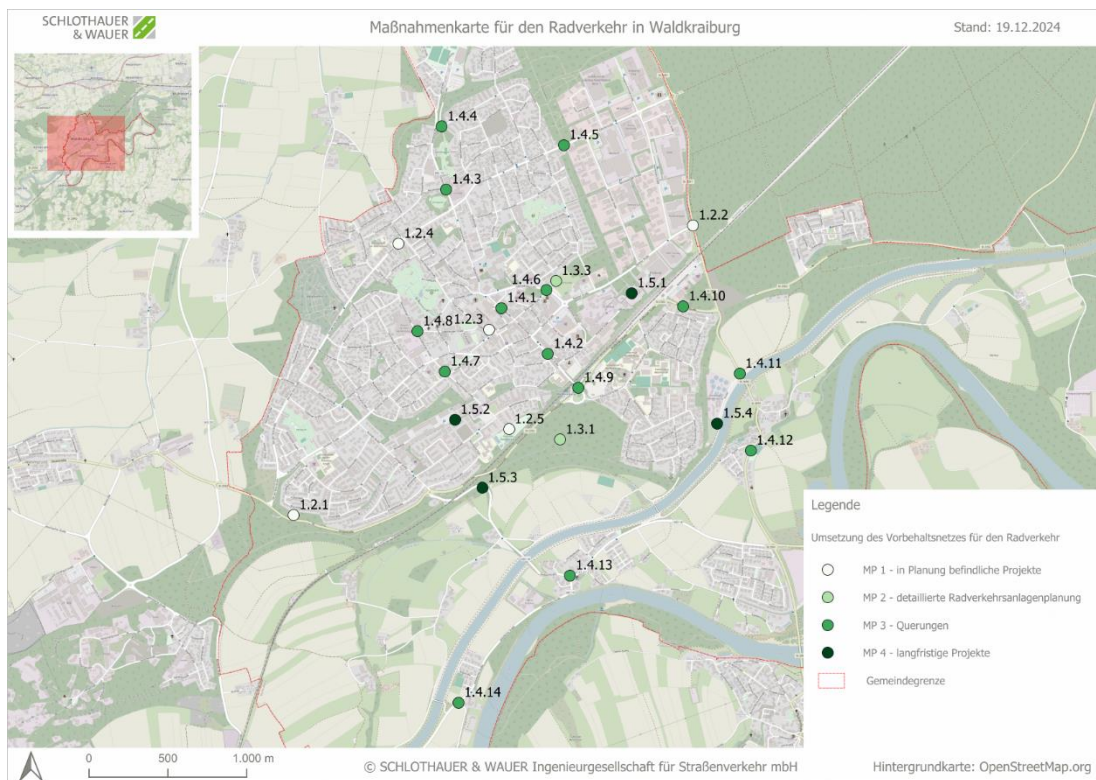 SCHLOTHAUER
& WAUER
Maßnahmenkarte für den Radverkehr in Waldkraiburg
Stand: 19.12.2024
1.4.4
1.4.5
1.4.3
1.2.2
1.2.4
1.3.3
1.4.6
1.5.1
1.4.1
1.4.10
1.4.8
1.2.3
1.4.2
1.4.7
1.4.9
1.4.11
1.5.2
1.2.5
1.3.1
1.5.4
1.4.12
1.5.3
1.2.1
1.4.13
1.4.14
Legende
Umsetzung des Vorbehaltsnetzes für den Radverkehr
MP 1 - in Planung befindliche Projekte
MP 2 - detaillierte Radverkehrsanlagenplanung
MP 3 - Querungen
MP 4 - langfristige Projekte
Gemeindegrenze
0 500 1.000 m
© SCHLOTHAUER & WAUER Ingenieurgesellschaft für Straßenverkehr mbH
Hintergrundkarte: OpenStreetMap.org